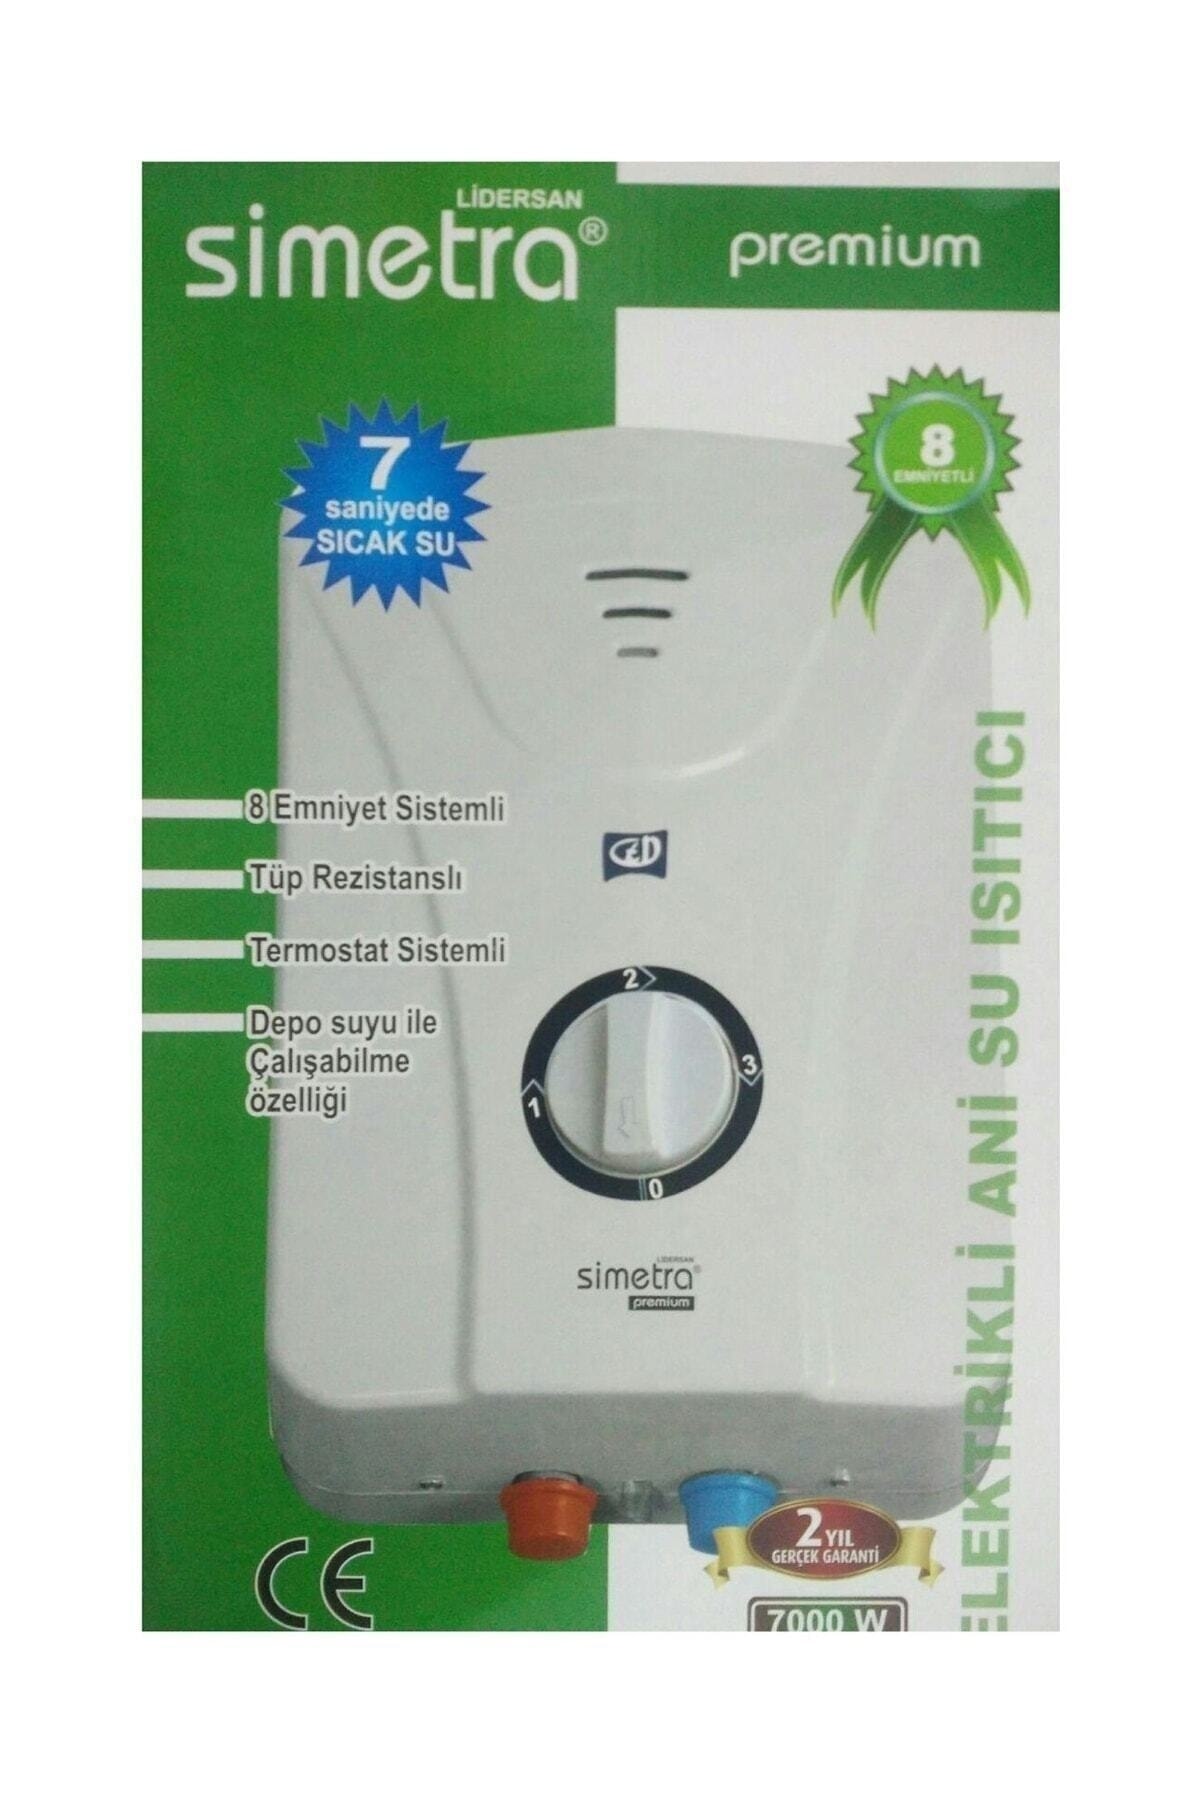 LİDERSAN
simetra®
premium
7
saniyede
SICAK SU
8
EMNİYETLİ
8 Emniyet Sistemli
Tüp Rezistanslı
Termostat Sistemli
Depo suyu ile
Çalışabilme
özelliği
2
3
1
0
LİDERSAN
simetra®
premium
ELEKTRİKLİ ANİ SU ISITICI
2 YIL
GERÇEK GARANTİ
CE
7000 W